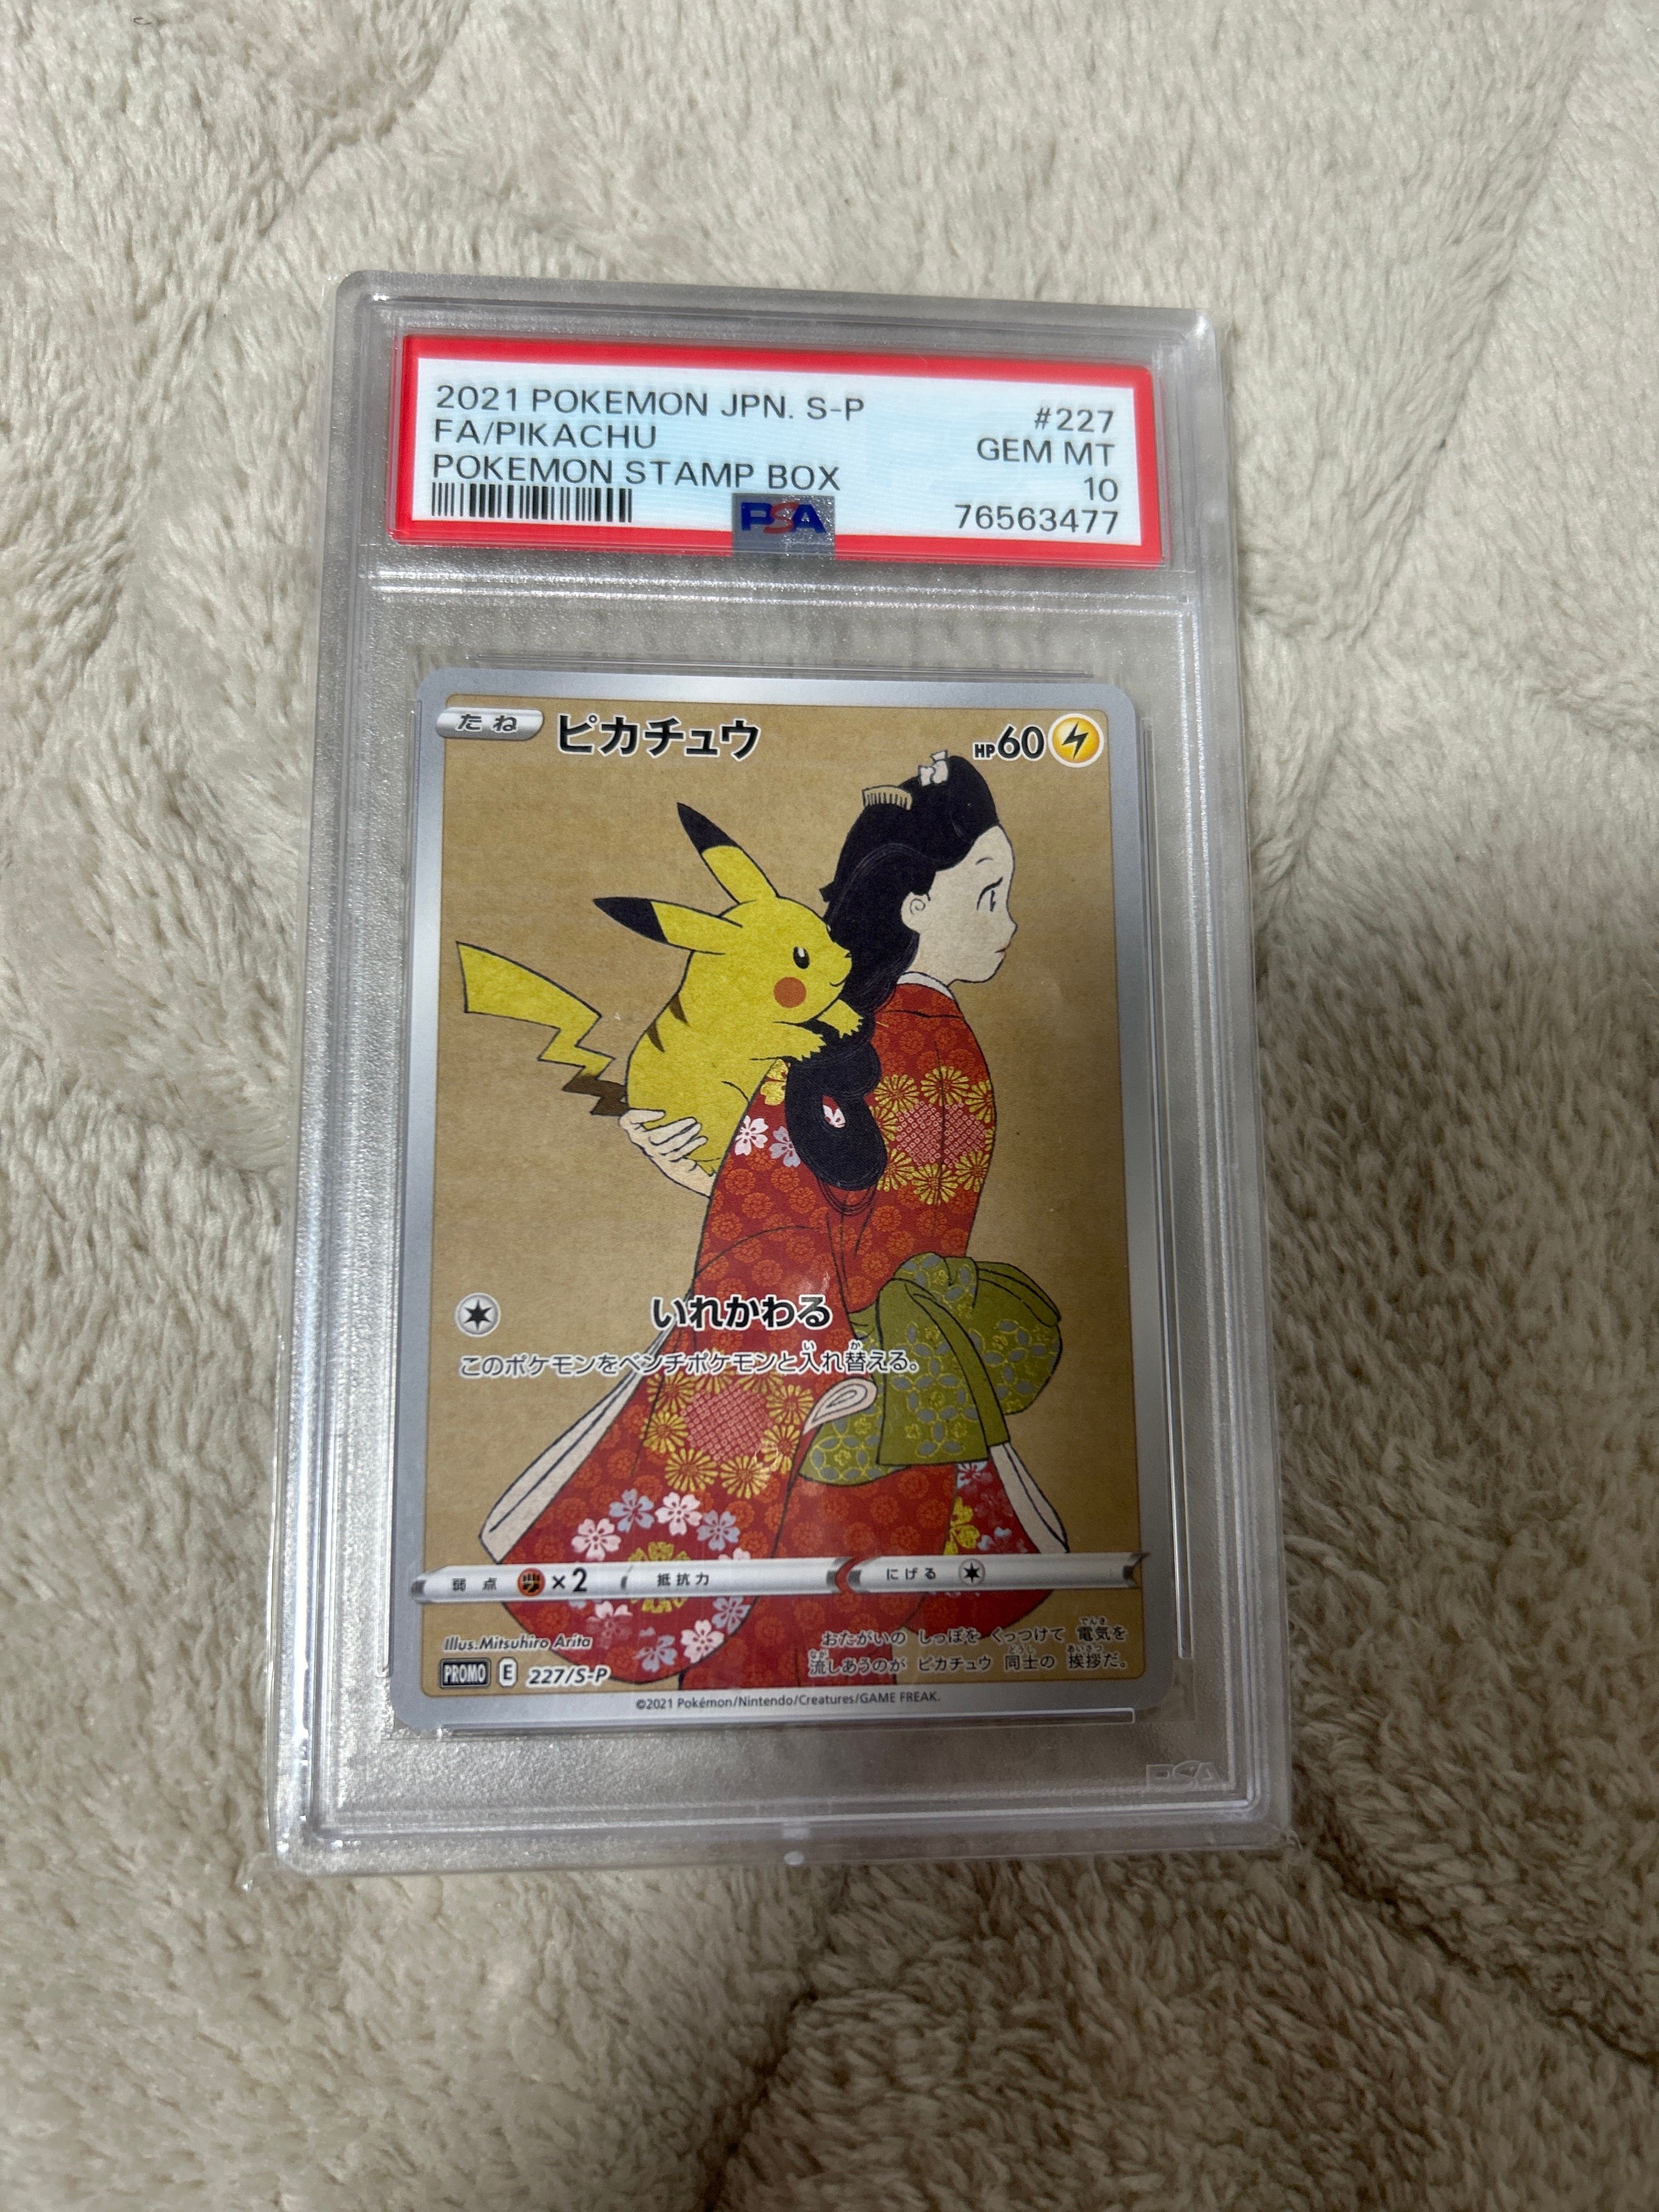 2021 POKEMON JPN. S-P #227
FA/PIKACHU GEM MT
POKEMON STAMP BOX 10
PSA 76563477
たね ピカチュウ HP60
いれかわる
このポケモンをベンチポケモンと入れ替える。
弱点 ×2 抵抗力 にげる
Illus.Mitsuhiro Arita
PROMO E 227/S-P
おたがいの しっぽを くっつけて 電気を
流しあうのが ピカチュウ 同士の 挨拶だ。
©2021 Pokémon/Nintendo/Creatures/GAME FREAK.
PSA